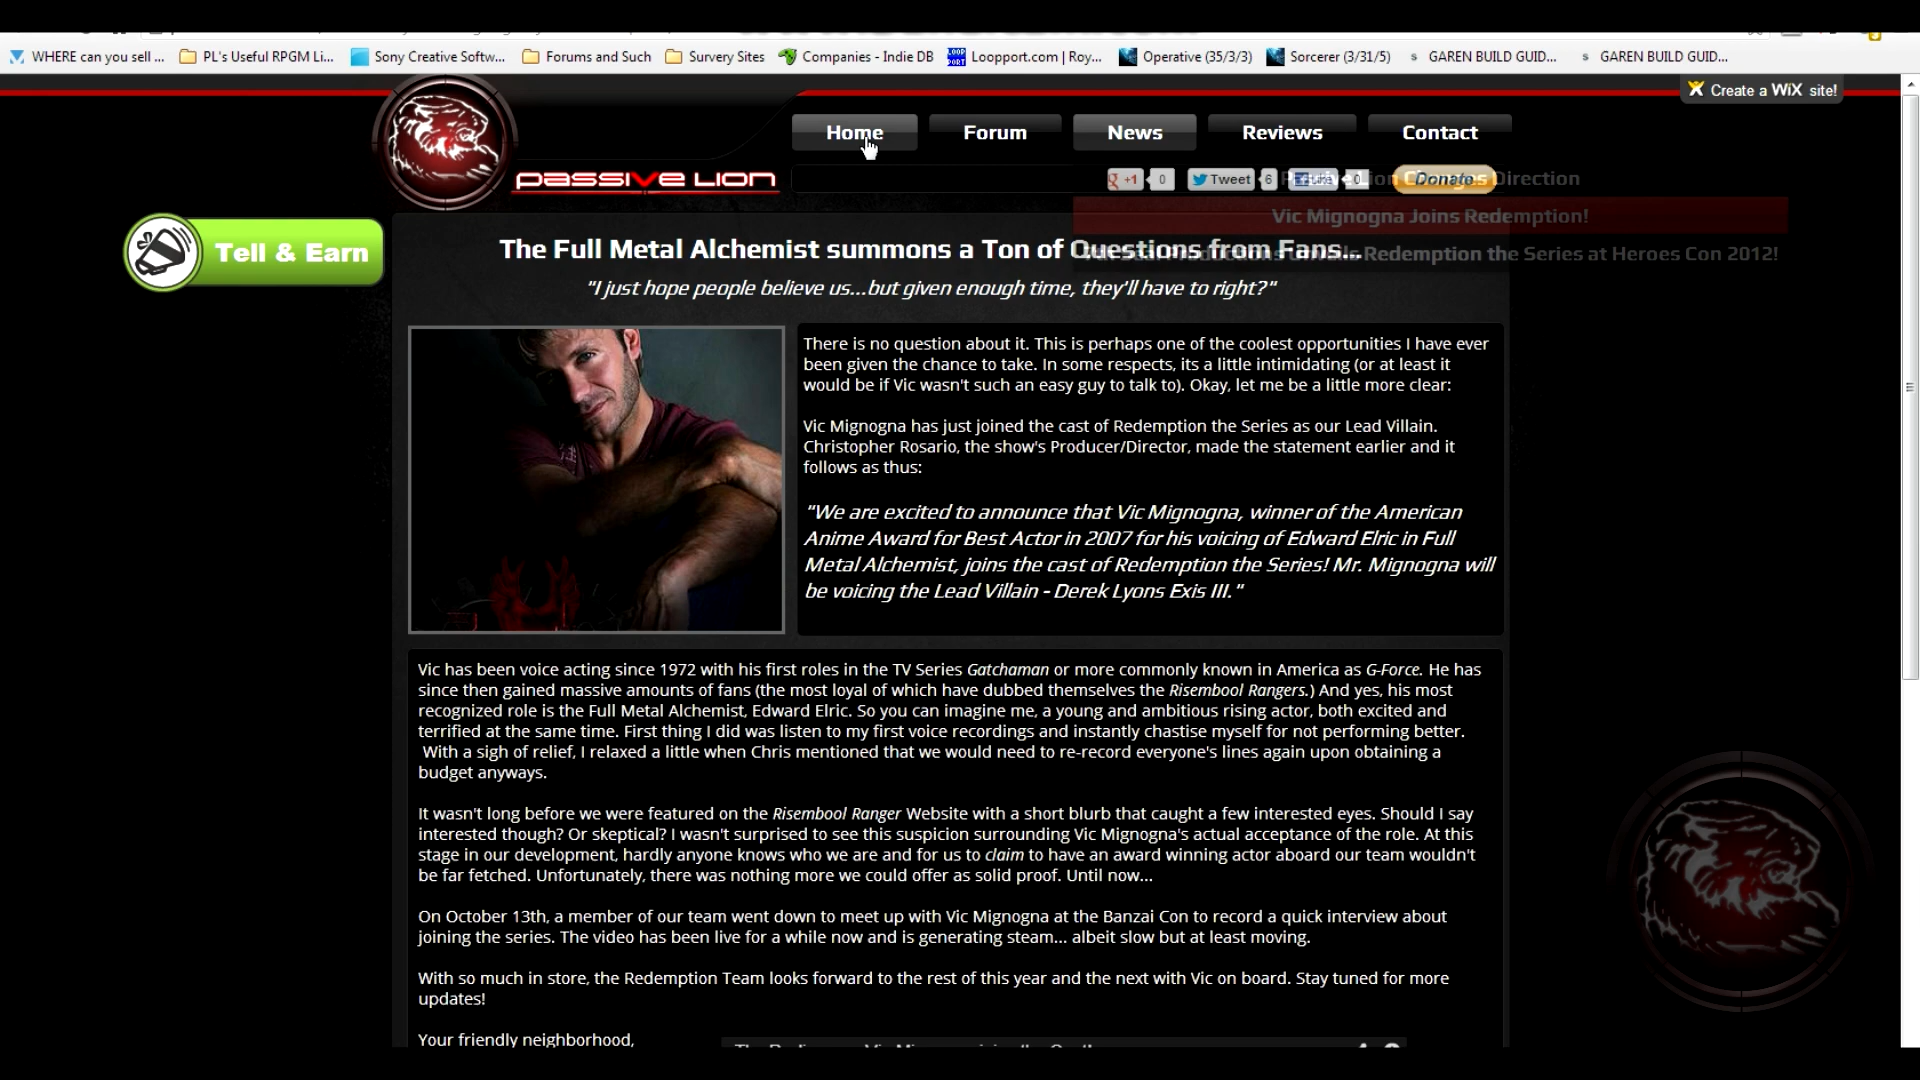 WHERE can you sell ... PL's Useful RPGM Li... Sony Creative Softw... Forums and Such Survery Sites Companies - Indie DB Loopport.com | Roy... Operative (35/3/3) Sorcerer (3/31/5) GAREN BUILD GUID... GAREN BUILD GUID...
Create a WiX site!
Home Forum News Reviews Contact
PASSIVE LION
+1 0 Tweet 6 Like 0 Donate Direction
Vic Mignogna Joins Redemption!
Tell & Earn
The Full Metal Alchemist summons a Ton of Questions from Fans...
Redemption the Series at Heroes Con 2012!
"I just hope people believe us...but given enough time, they'll have to right?"
There is no question about it. This is perhaps one of the coolest opportunities I have ever
been given the chance to take. In some respects, its a little intimidating (or at least it
would be if Vic wasn't such an easy guy to talk to). Okay, let me be a little more clear:
Vic Mignogna has just joined the cast of Redemption the Series as our Lead Villain.
Christopher Rosario, the show's Producer/Director, made the statement earlier and it
follows as thus:
"We are excited to announce that Vic Mignogna, winner of the American
Anime Award for Best Actor in 2007 for his voicing of Edward Elric in Full
Metal Alchemist, joins the cast of Redemption the Series! Mr. Mignogna will
be voicing the Lead Villain - Derek Lyons Exis III."
Vic has been voice acting since 1972 with his first roles in the TV Series Gatchaman or more commonly known in America as G-Force. He has
since then gained massive amounts of fans (the most loyal of which have dubbed themselves the Risembool Rangers.) And yes, his most
recognized role is the Full Metal Alchemist, Edward Elric. So you can imagine me, a young and ambitious rising actor, both excited and
terrified at the same time. First thing I did was listen to my first voice recordings and instantly chastise myself for not performing better.
With a sigh of relief, I relaxed a little when Chris mentioned that we would need to re-record everyone's lines again upon obtaining a
budget anyways.
It wasn't long before we were featured on the Risembool Ranger Website with a short blurb that caught a few interested eyes. Should I say
interested though? Or skeptical? I wasn't surprised to see this suspicion surrounding Vic Mignogna's actual acceptance of the role. At this
stage in our development, hardly anyone knows who we are and for us to claim to have an award winning actor aboard our team wouldn't
be far fetched. Unfortunately, there was nothing more we could offer as solid proof. Until now...
On October 13th, a member of our team went down to meet up with Vic Mignogna at the Banzai Con to record a quick interview about
joining the series. The video has been live for a while now and is generating steam... albeit slow but at least moving.
With so much in store, the Redemption Team looks forward to the rest of this year and the next with Vic on board. Stay tuned for more
updates!
Your friendly neighborhood,